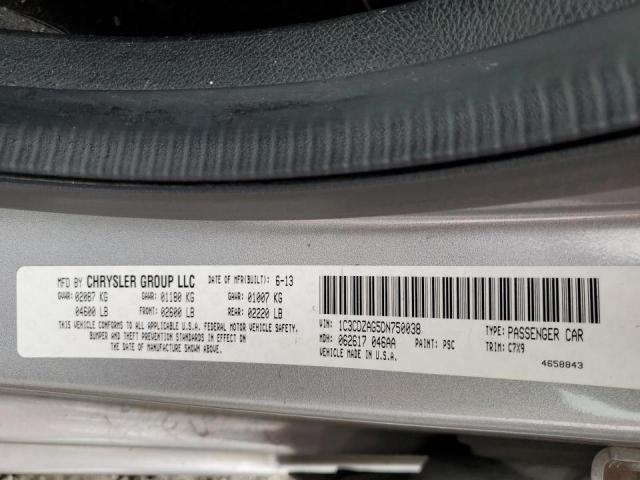 MFD BY CHRYSLER GROUP LLC DATE OF MFR(BUILT): 6-13
GVWR: 02087 KG GAWR: 01180 KG GAWR: 01007 KG
04600 LB FRONT: 02600 LB REAR: 02220 LB
THIS VEHICLE CONFORMS TO ALL APPLICABLE U.S.A. FEDERAL MOTOR VEHICLE SAFETY,
BUMPER AND THEFT PREVENTION STANDARDS IN EFFECT ON
THE DATE OF MANUFACTURE SHOWN ABOVE.
VIN: 1C3CDZAG5DN750038 TYPE: PASSENGER CAR
MDH: 062617 046AA PAINT: PSC TRIM: C7X9
VEHICLE MADE IN U.S.A. 4658843